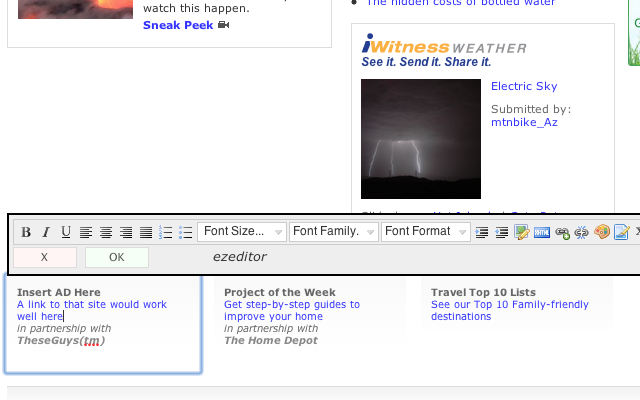 watch this happen.
Sneak Peek
The hidden costs of bottled water
iWitness WEATHER
See it. Send it. Share it.
Electric Sky
Submitted by:
mtnbike_Az
B I U Font Size... Font Family. Font Format
X OK ezeditor
Insert AD Here
A link to that site would work
well here
in partnership with
TheseGuys(tm)
Project of the Week
Get step-by-step guides to
improve your home
in partnership with
The Home Depot
Travel Top 10 Lists
See our Top 10 Family-friendly
destinations